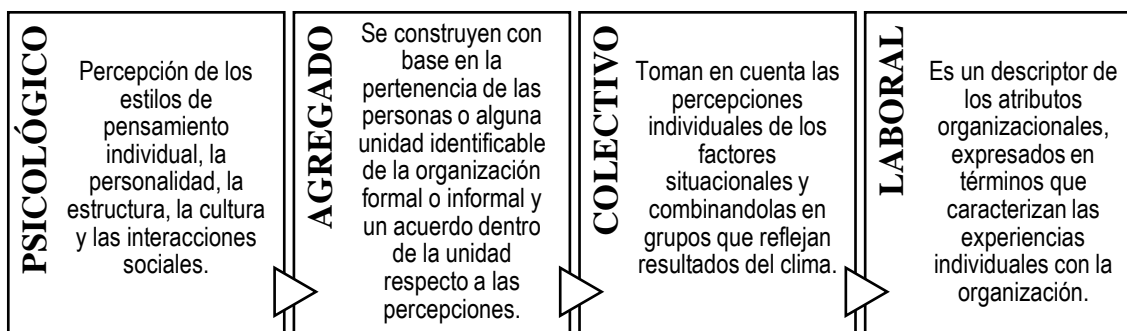 PSICOLÓGICO
Percepción de los
estilos de
pensamiento
individual, la
personalidad, la
estructura, la cultura
y las interacciones
sociales.
AGREGADO
Se construyen con
base en la
pertenencia de las
personas o alguna
unidad identificable
de la organización
formal o informal y
un acuerdo dentro
de la unidad
respecto a las
percepciones.
COLECTIVO
Toman en cuenta las
percepciones
individuales de los
factores
situacionales y
combinandolas en
grupos que reflejan
resultados del clima.
LABORAL
Es un descriptor de
los atributos
organizacionales,
expresados en
términos que
caracterizan las
experiencias
individuales con la
organización.